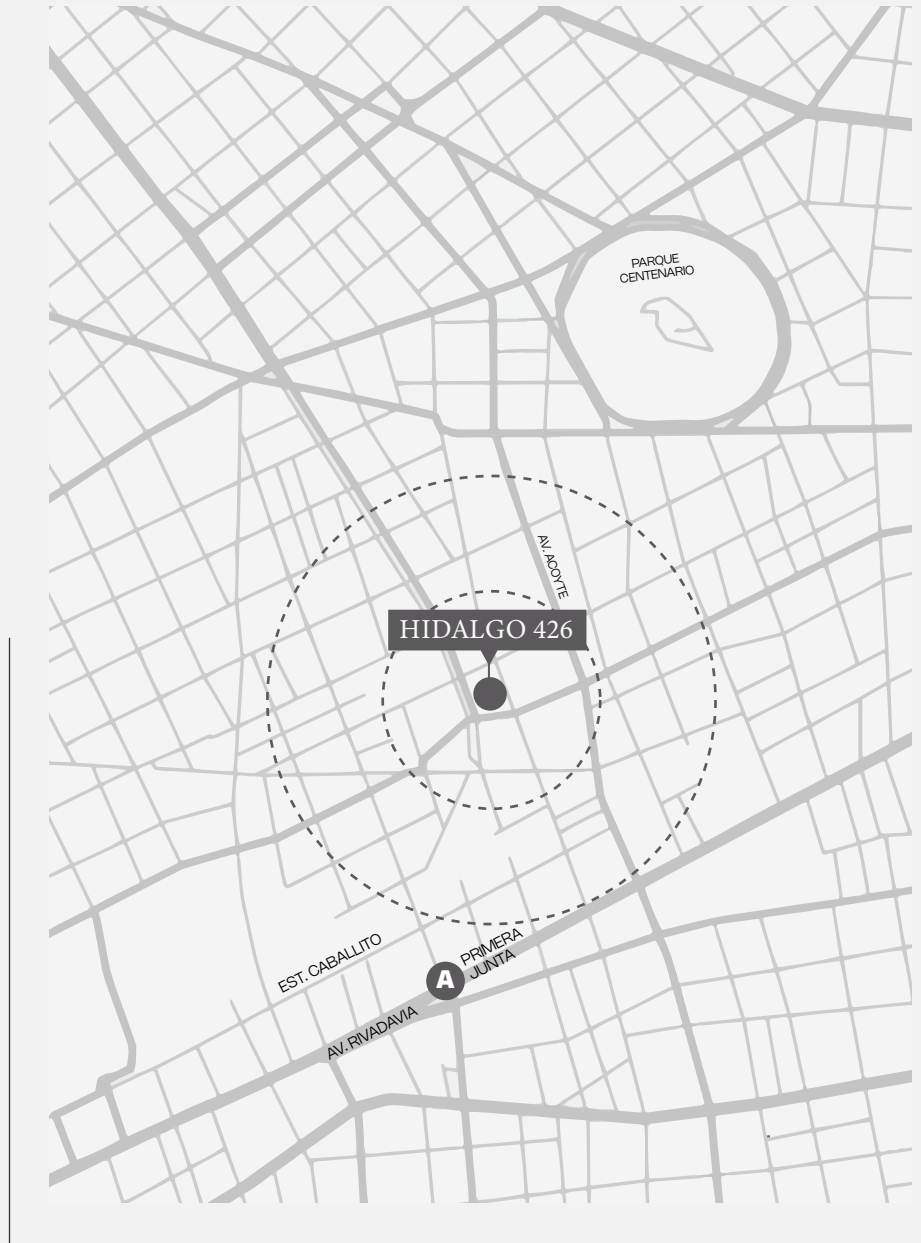 PARQUE
CENTENARIO
AV. ACOYTE
HIDALGO 426
PRIMERA
JUNTA
EST. CABALLITO
A
AV. RIVADAVIA